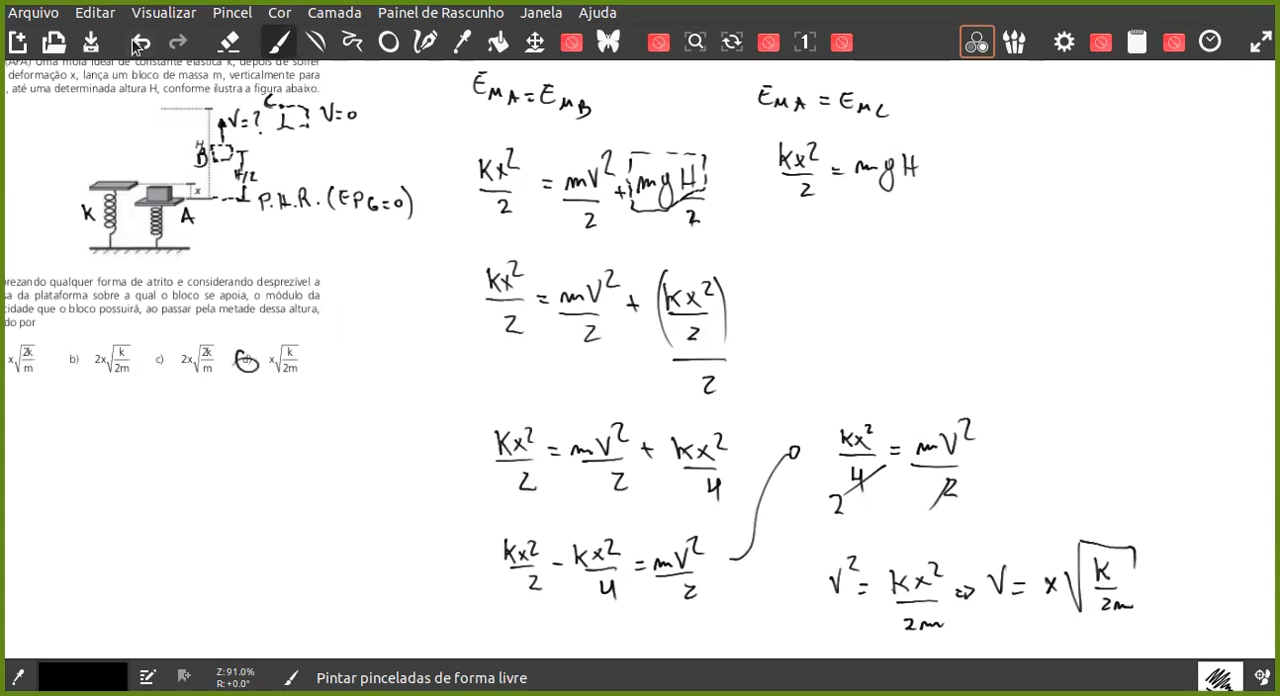 Arquivo Editar Visualizar Pincel Cor Camada Painel de Rascunho Janela Ajuda
(AFA) Uma mola ideal de constante elástica k, depois de sofrer
deformação x, lança um bloco de massa m, verticalmente para
, até uma determinada altura H, conforme ilustra a figura abaixo.
C
V=? V=0
H
B
H/2
x
P.H.R. (EPG=0)
K
A
rezando qualquer forma de atrito e considerando desprezível a
sa da plataforma sobre a qual o bloco se apoia, o módulo da
cidade que o bloco possuirá, ao passar pela metade dessa altura,
do por
x√(2k/m) b) 2x√(k/2m) c) 2x√(2k/m) d) x√(k/2m)
EMA = EMB
Kx²/2 = mV²/2 + mgH/2
Kx²/2 = mV²/2 + (Kx²/2)/2
Kx²/2 = mV²/2 + Kx²/4
Kx²/2 - Kx²/4 = mV²/2
EMA = EMC
Kx²/2 = mgH
Kx²/4 = mV²/2
2
V² = Kx²/2m ⇒ V = x√(K/2m)
Z: 91.0%
R: +0.0°
Pintar pinceladas de forma livre